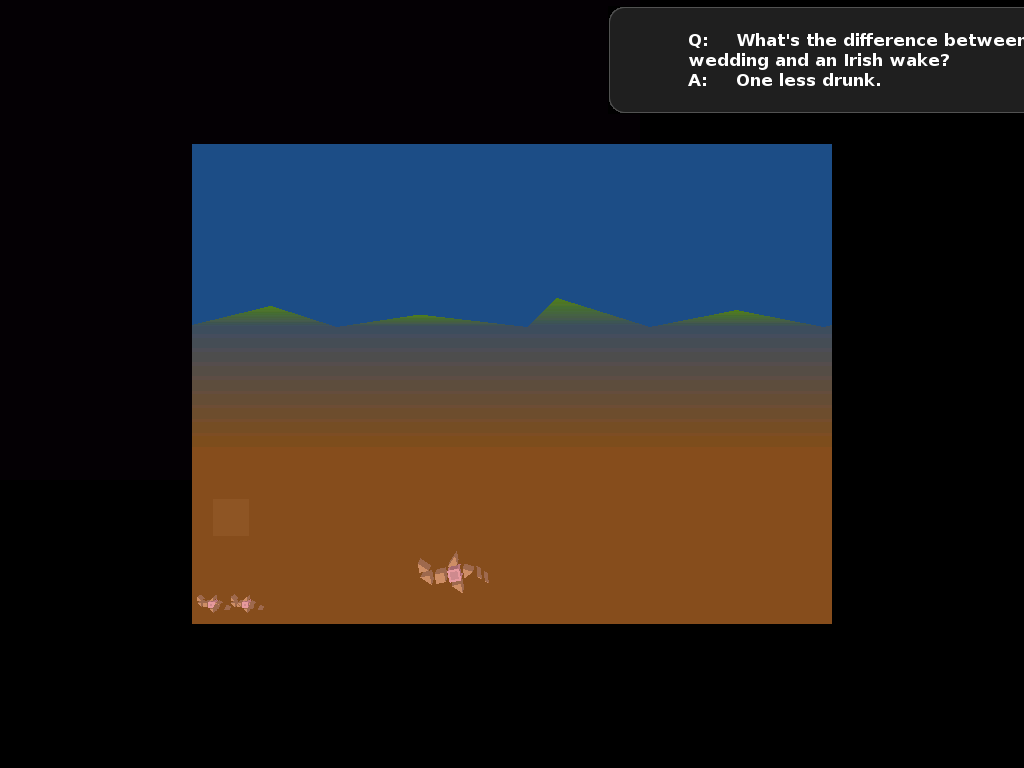 Q: What's the difference between
wedding and an Irish wake?
A: One less drunk.